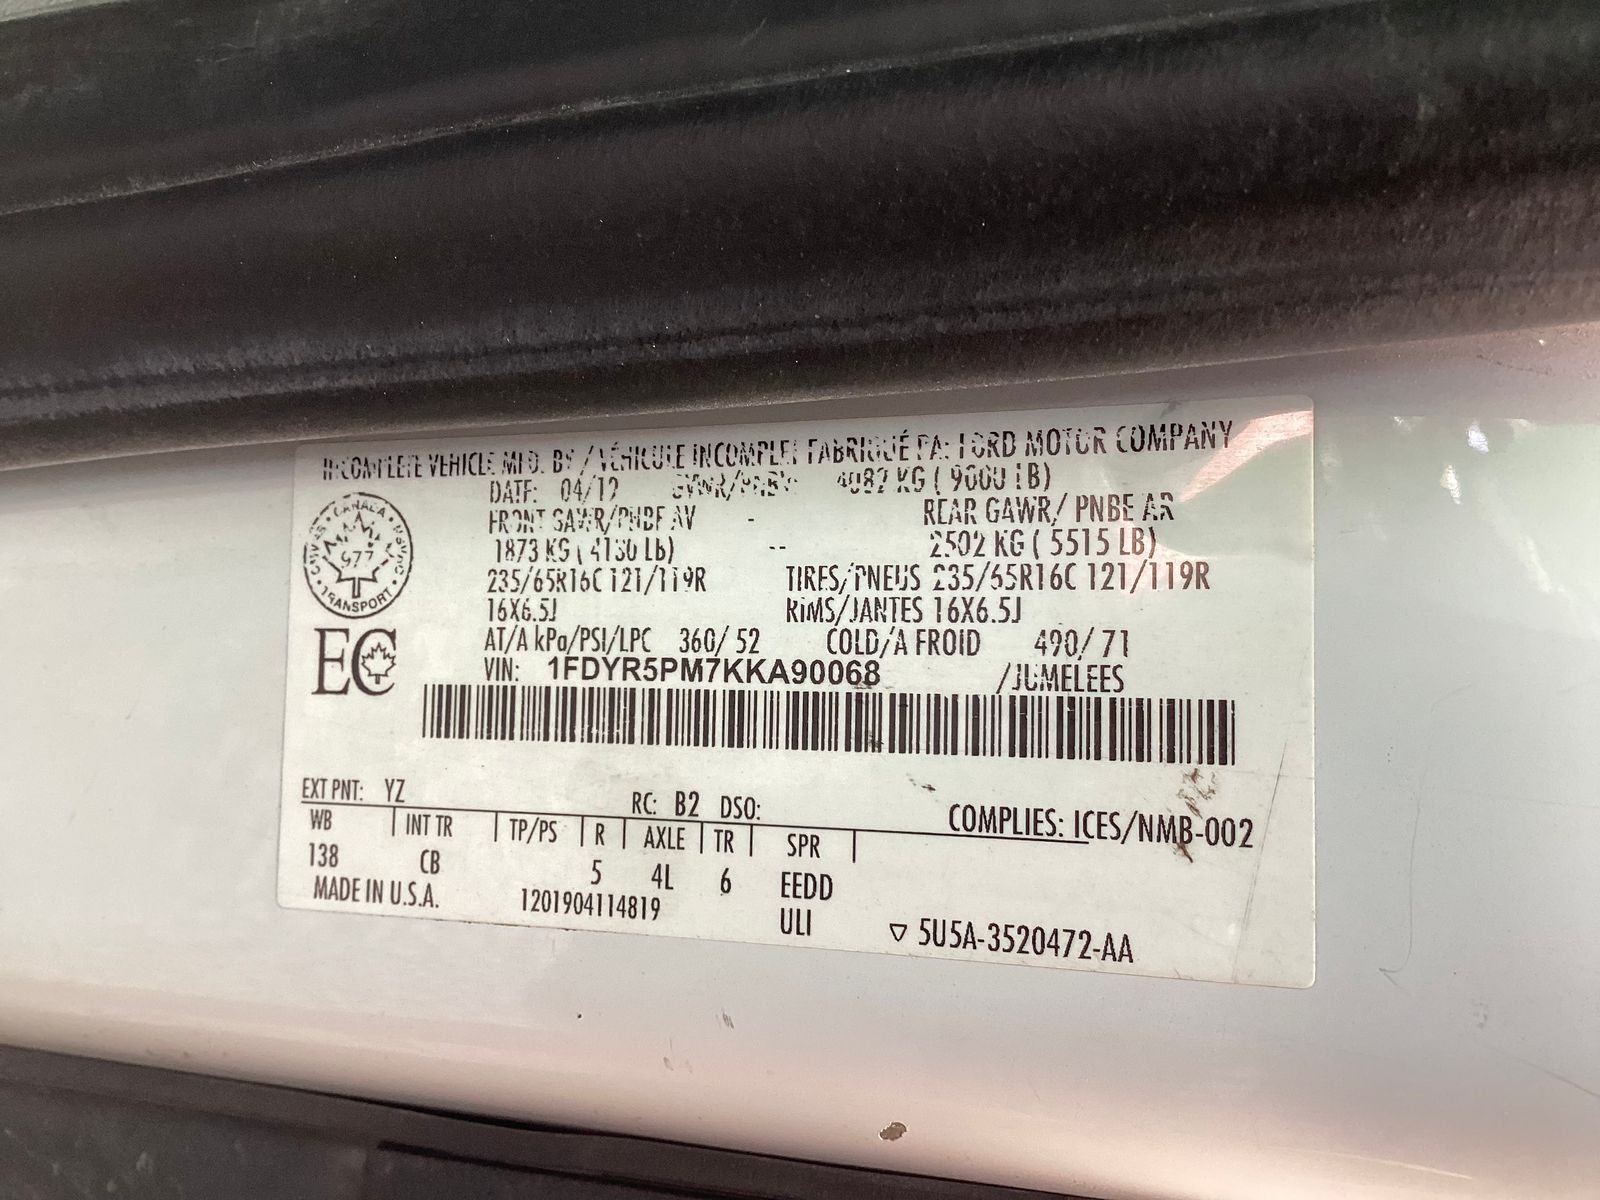 INCOMPLETE VEHICLE MFD. BY / VÉHICULE INCOMPLET FABRIQUÉ PAR FORD MOTOR COMPANY
DATE: 04/19 GVWR/PNBV: 4082 KG ( 9000 LB)
FRONT GAWR/PNBE AV - REAR GAWR/ PNBE AR
1873 KG ( 4130 Lb) -- 2502 KG ( 5515 LB)
235/65R16C 121/119R TIRES/PNEUS 235/65R16C 121/119R
16X6.5J RIMS/JANTES 16X6.5J
AT/A kPa/PSI/LPC 360/ 52 COLD/A FROID 490/ 71
VIN: 1FDYR5PM7KKA90068 /JUMELEES
CANADA
977
TRANSPORT
EC
EXT PNT: YZ RC: B2 DSO:
COMPLIES: ICES/NMB-002
WB | INT TR | TP/PS | R | AXLE | TR | SPR |
138 CB 5 4L 6 EEDD
MADE IN U.S.A. 1201904114819 ULI ▽ 5U5A-3520472-AA